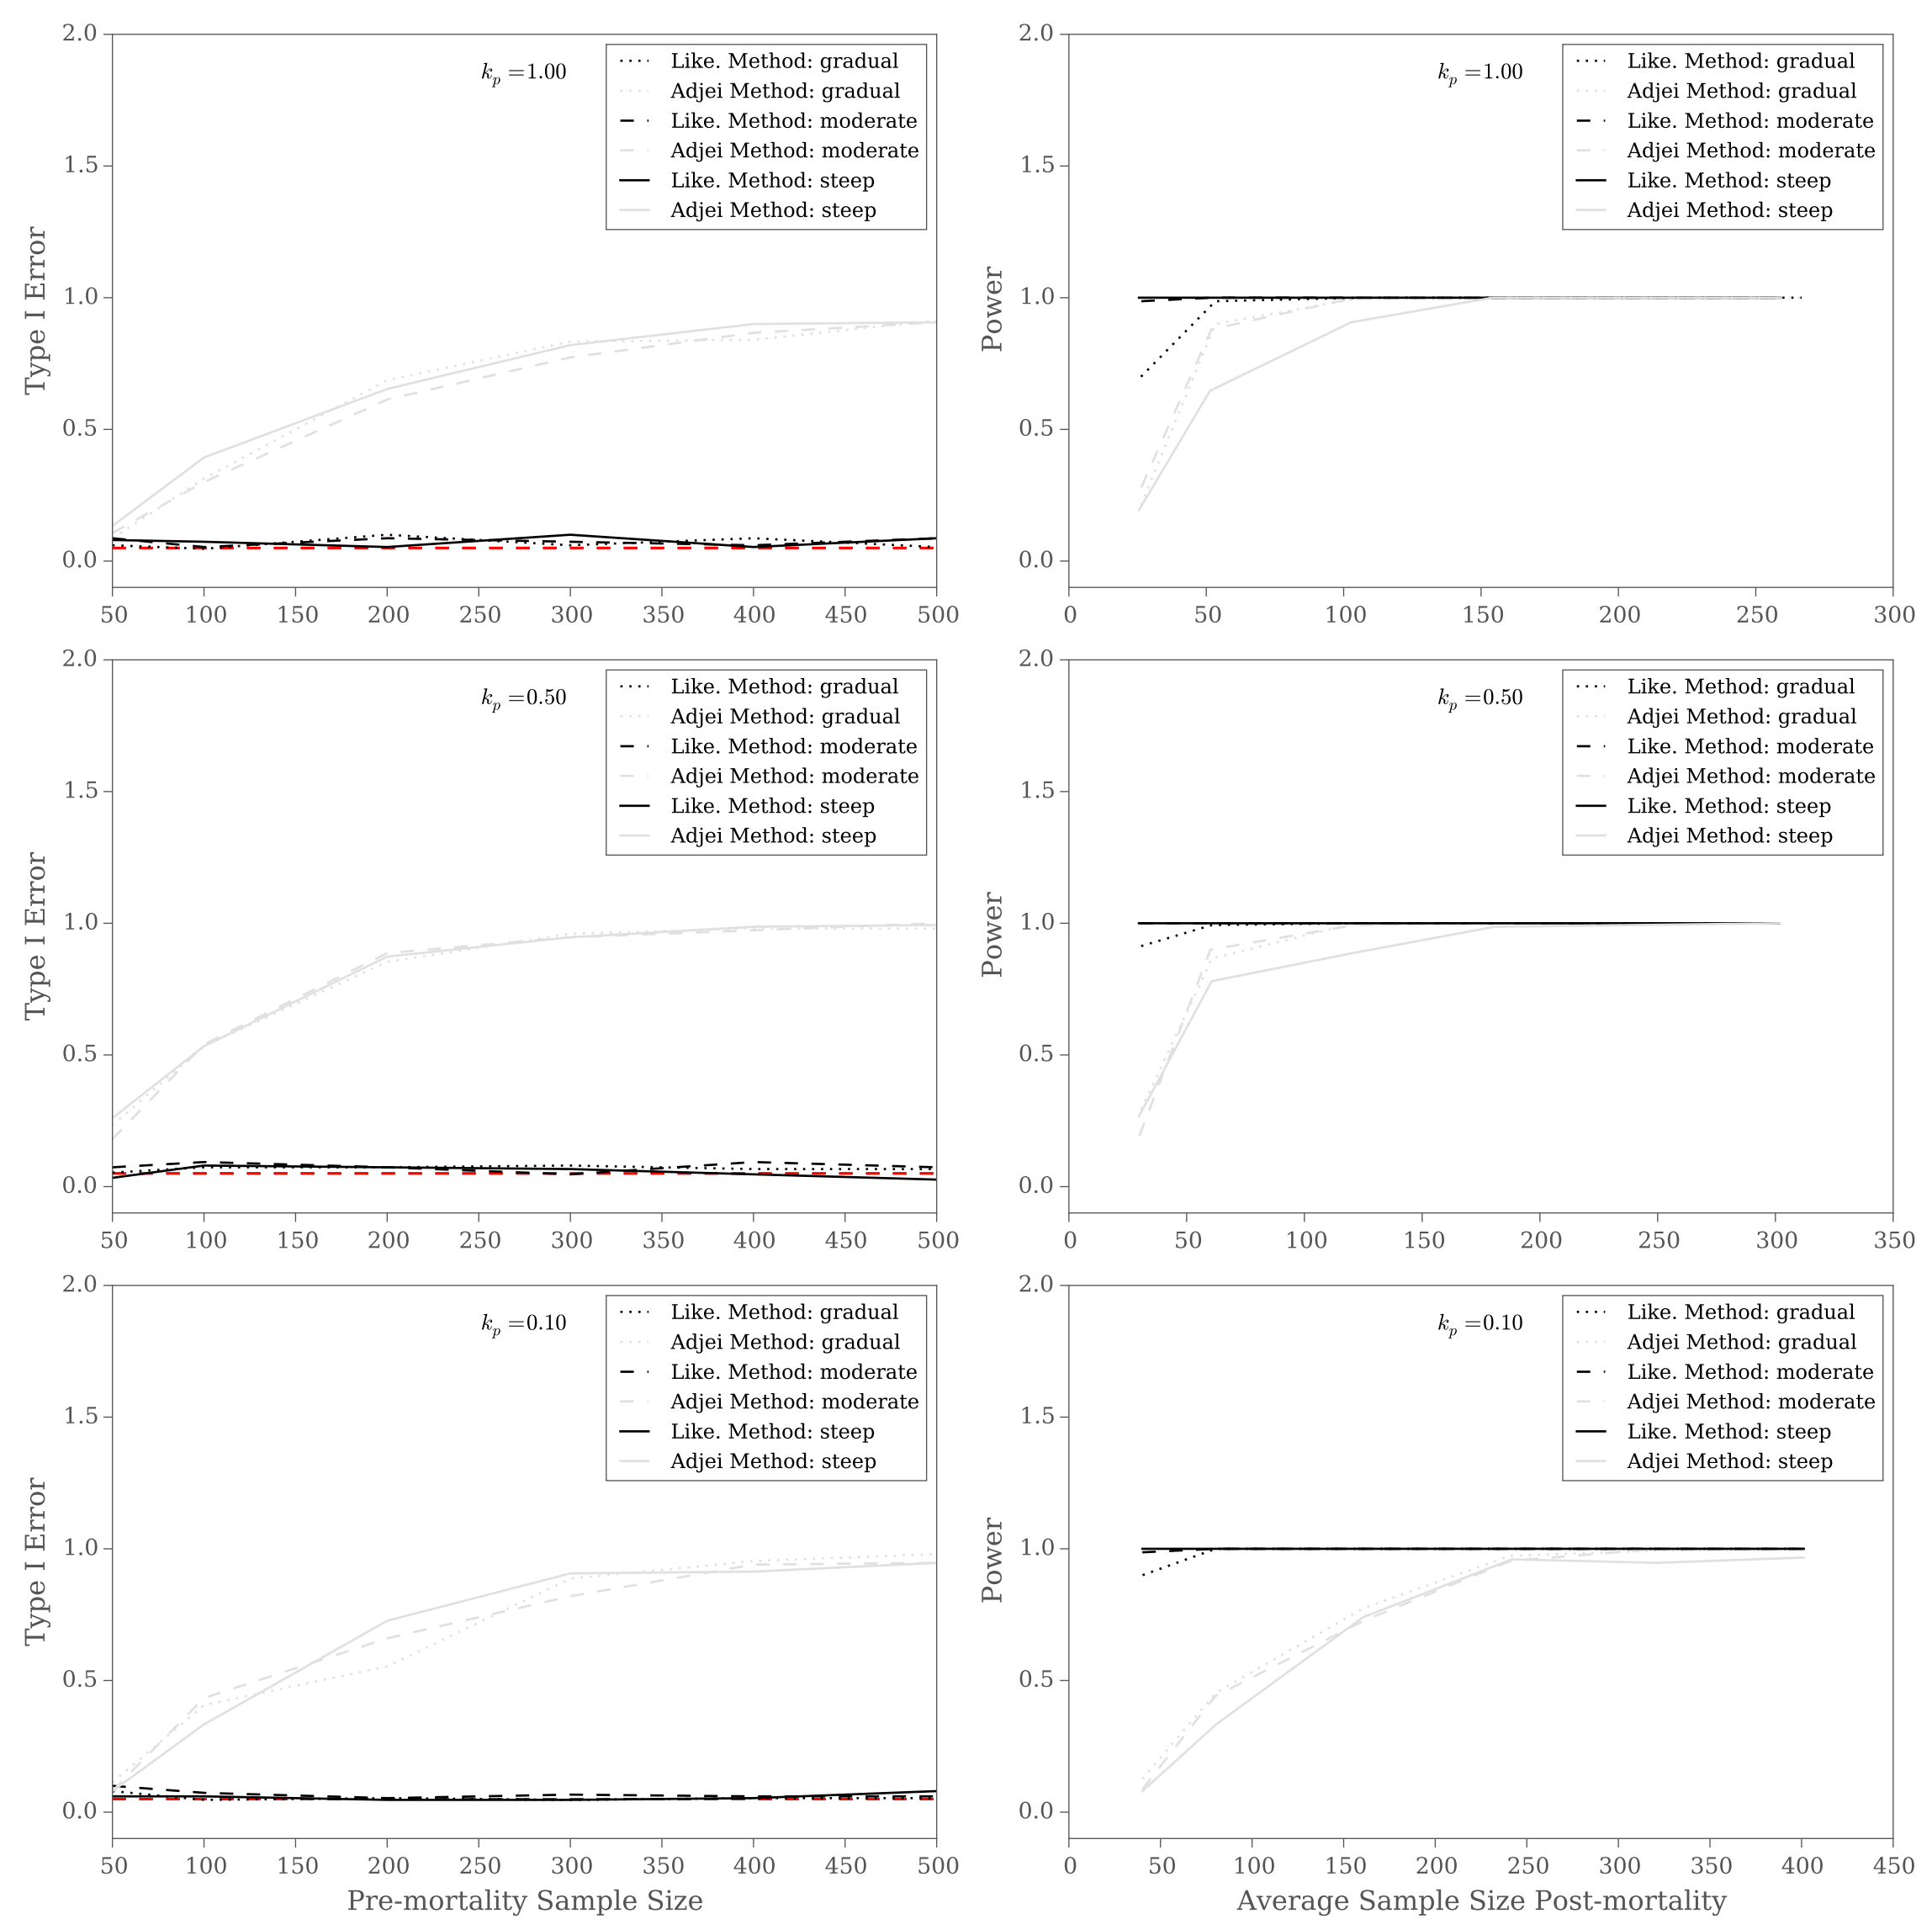 2.0
1.5
1.0
0.5
0.0
Type I Error
k_p = 1.00
Like. Method: gradual
Adjei Method: gradual
Like. Method: moderate
Adjei Method: moderate
Like. Method: steep
Adjei Method: steep
50 100 150 200 250 300 350 400 450 500
2.0
1.5
1.0
0.5
0.0
Power
k_p = 1.00
Like. Method: gradual
Adjei Method: gradual
Like. Method: moderate
Adjei Method: moderate
Like. Method: steep
Adjei Method: steep
0 50 100 150 200 250 300
2.0
1.5
1.0
0.5
0.0
Type I Error
k_p = 0.50
Like. Method: gradual
Adjei Method: gradual
Like. Method: moderate
Adjei Method: moderate
Like. Method: steep
Adjei Method: steep
50 100 150 200 250 300 350 400 450 500
2.0
1.5
1.0
0.5
0.0
Power
k_p = 0.50
Like. Method: gradual
Adjei Method: gradual
Like. Method: moderate
Adjei Method: moderate
Like. Method: steep
Adjei Method: steep
0 50 100 150 200 250 300 350
2.0
1.5
1.0
0.5
0.0
Type I Error
k_p = 0.10
Like. Method: gradual
Adjei Method: gradual
Like. Method: moderate
Adjei Method: moderate
Like. Method: steep
Adjei Method: steep
50 100 150 200 250 300 350 400 450 500
Pre-mortality Sample Size
2.0
1.5
1.0
0.5
0.0
Power
k_p = 0.10
Like. Method: gradual
Adjei Method: gradual
Like. Method: moderate
Adjei Method: moderate
Like. Method: steep
Adjei Method: steep
0 50 100 150 200 250 300 350 400 450
Average Sample Size Post-mortality